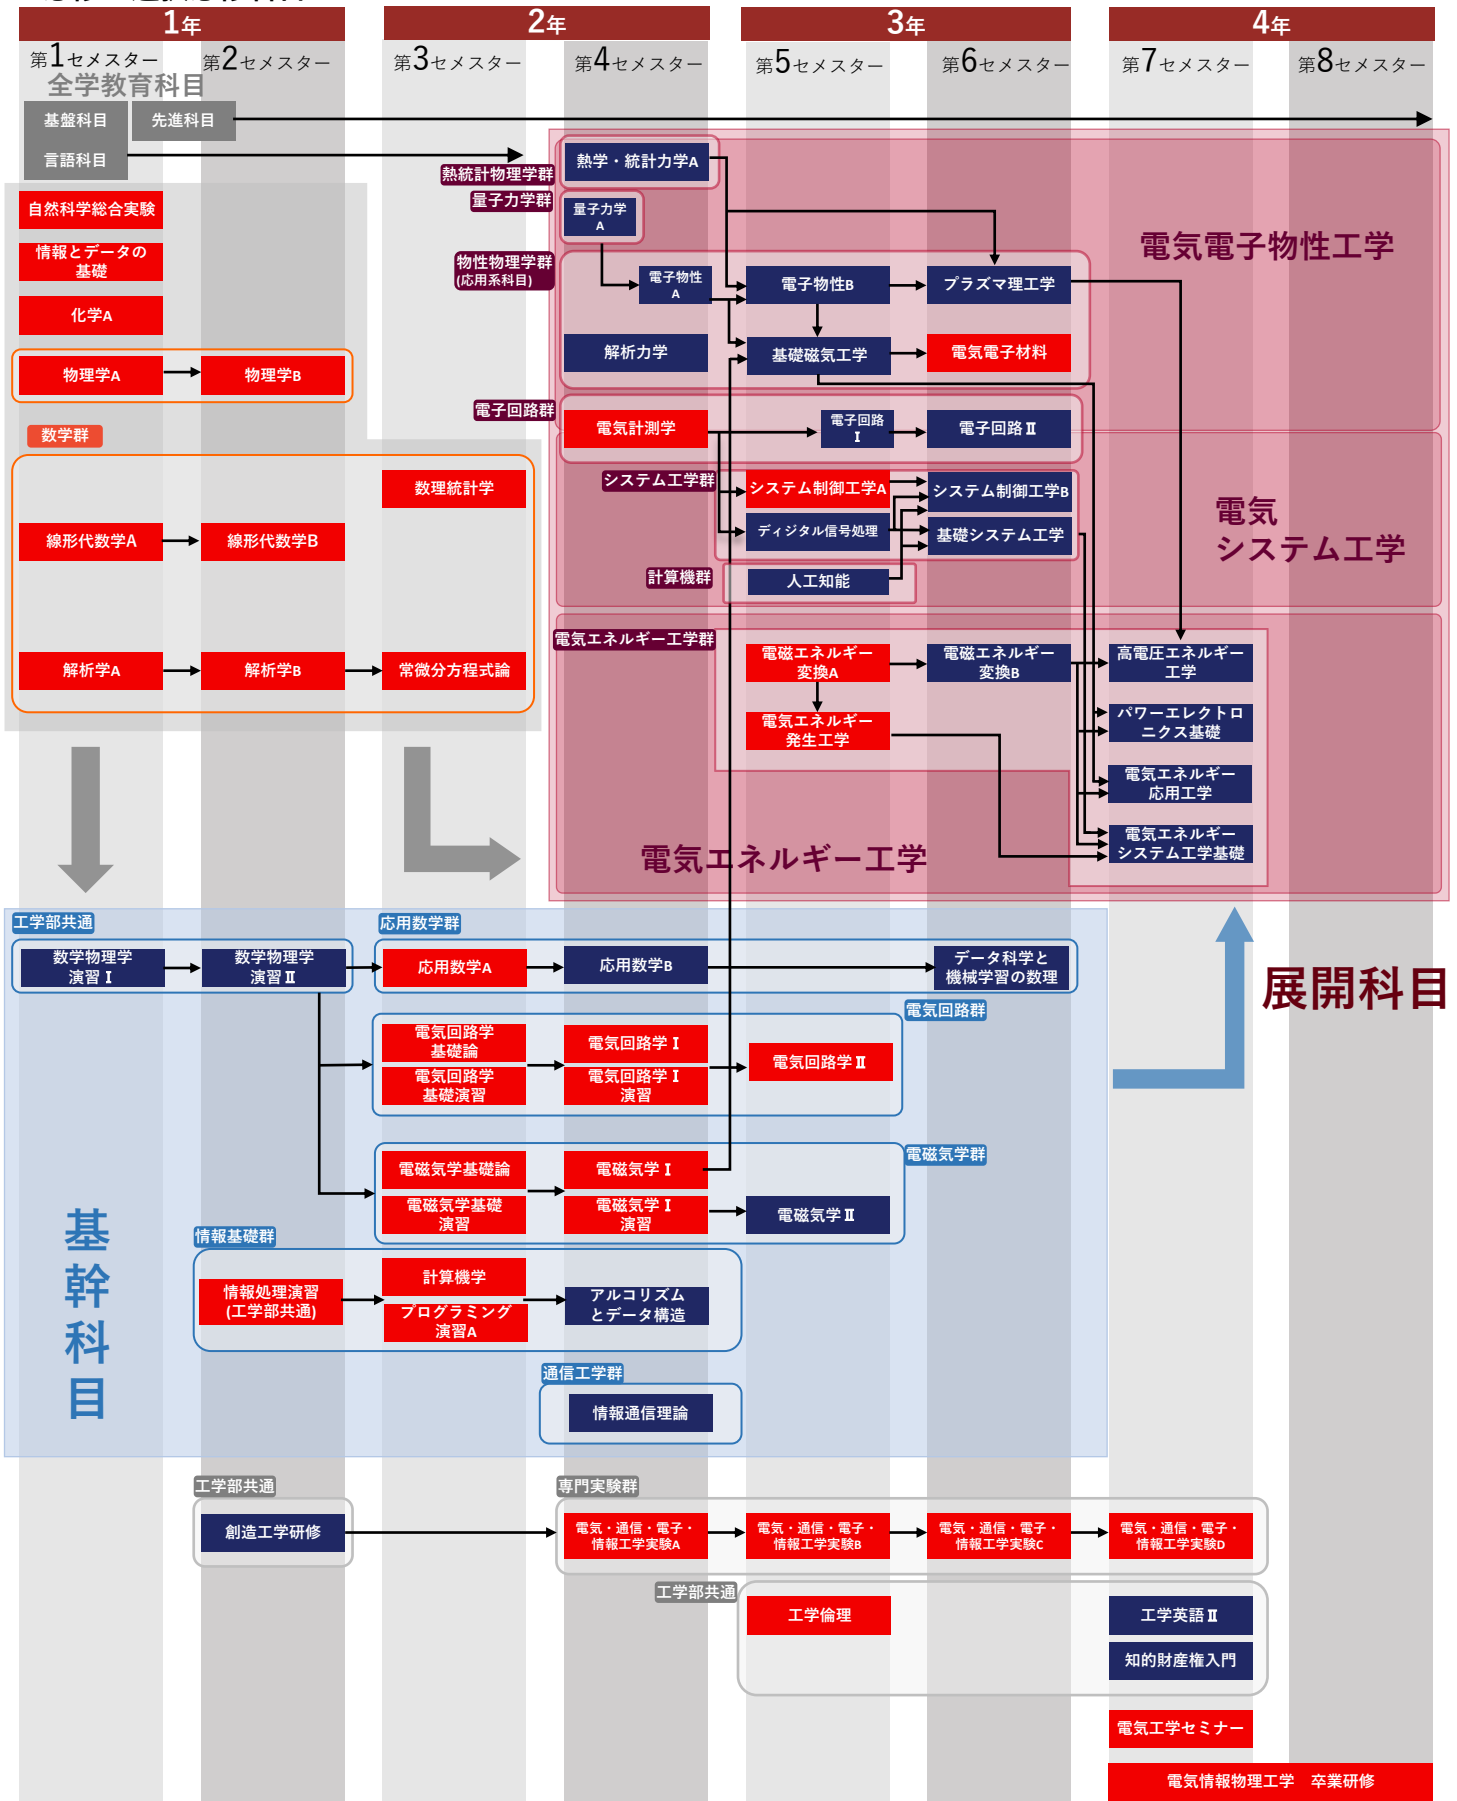 1年
2年
3年
4年
第1セメスター
第2セメスター
第3セメスター
第4セメスター
第5セメスター
第6セメスター
第7セメスター
第8セメスター
全学教育科目
基盤科目
先進科目
言語科目
自然科学総合実験
情報とデータの
基礎
化学A
物理学A
物理学B
数学群
数理統計学
線形代数学A
線形代数学B
解析学A
解析学B
常微分方程式論
熱統計物理学群
熱学・統計力学A
量子力学群
量子力学
A
電気電子物性工学
物性物理学群
(応用系科目)
電子物性
A
電子物性B
プラズマ理工学
解析力学
基礎磁気工学
電気電子材料
電子回路群
電気計測学
電子回路
I
電子回路Ⅱ
システム工学群
システム制御工学A
システム制御工学B
ディジタル信号処理
基礎システム工学
電気
システム工学
計算機群
人工知能
電気エネルギー工学群
電磁エネルギー
変換A
電磁エネルギー
変換B
高電圧エネルギー
工学
電気エネルギー
発生工学
パワーエレクトロ
ニクス基礎
電気エネルギー
応用工学
電気エネルギー
システム工学基礎
電気エネルギー工学
工学部共通
数学物理学
演習Ⅰ
数学物理学
演習Ⅱ
応用数学群
応用数学A
応用数学B
データ科学と
機械学習の数理
展開科目
電気回路群
電気回路学
基礎論
電気回路学
基礎演習
電気回路学Ⅰ
電気回路学Ⅰ
演習
電気回路学Ⅱ
電磁気学群
電磁気学基礎論
電磁気学基礎
演習
電磁気学Ⅰ
電磁気学Ⅰ
演習
電磁気学Ⅱ
基幹科目
情報基礎群
情報処理演習
(工学部共通)
計算機学
プログラミング
演習A
アルゴリズム
とデータ構造
通信工学群
情報通信理論
工学部共通
創造工学研修
専門実験群
電気・通信・電子・
情報工学実験A
電気・通信・電子・
情報工学実験B
電気・通信・電子・
情報工学実験C
電気・通信・電子・
情報工学実験D
工学部共通
工学倫理
工学英語Ⅱ
知的財産権入門
電気工学セミナー
電気情報物理工学　卒業研修